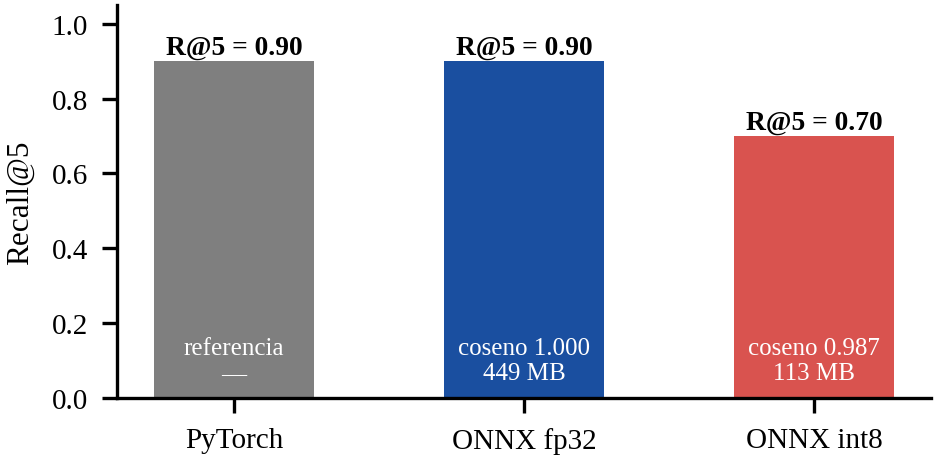 R@5 = 0.90
R@5 = 0.90
R@5 = 0.70
Recall@5
1.0
0.8
0.6
0.4
0.2
0.0
referencia
—
coseno 1.000
449 MB
coseno 0.987
113 MB
PyTorch
ONNX fp32
ONNX int8